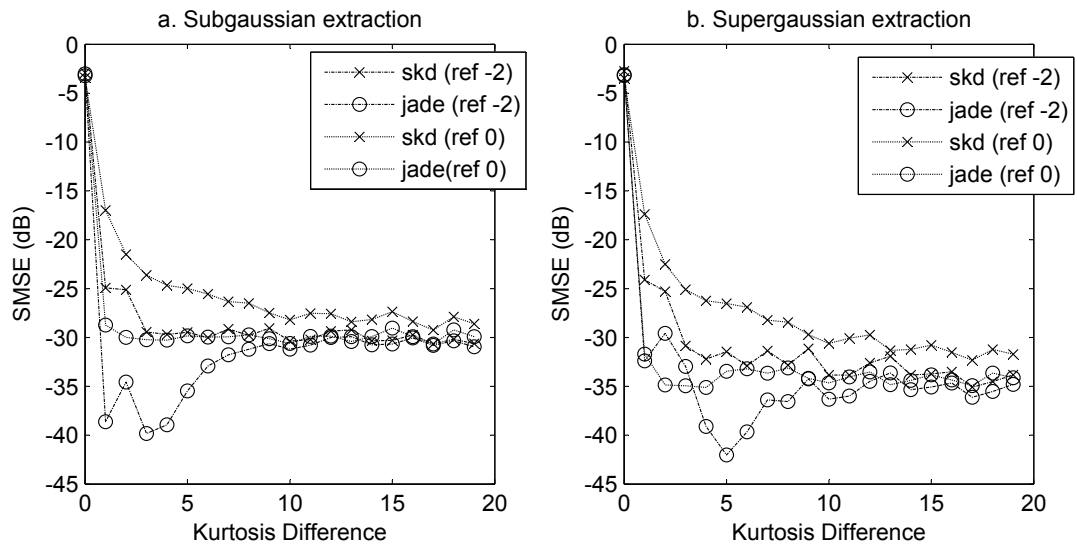 a. Subgaussian extraction
0
-5
-10
-15
-20
-25
-30
-35
-40
-45
SMSE (dB)
0
5
10
15
20
Kurtosis Difference
skd (ref -2)
jade (ref -2)
skd (ref 0)
jade(ref 0)
b. Supergaussian extraction
0
-5
-10
-15
-20
-25
-30
-35
-40
-45
SMSE (dB)
0
5
10
15
20
Kurtosis Difference
skd (ref -2)
jade (ref -2)
skd (ref 0)
jade (ref 0)